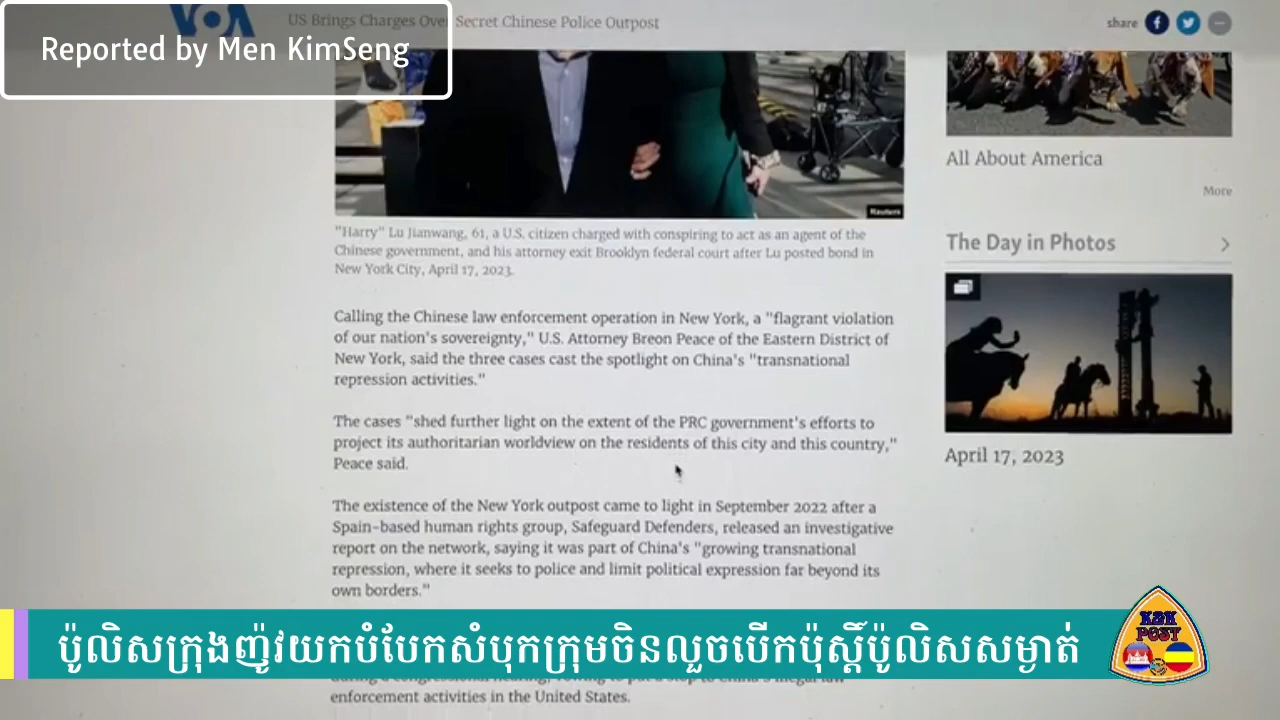 VOA
US Brings Charges Over Secret Chinese Police Outpost
share
Reported by Men KimSeng
Reuters
"Harry" Lu Jianwang, 61, a U.S. citizen charged with conspiring to act as an agent of the
Chinese government, and his attorney exit Brooklyn federal court after Lu posted bond in
New York City, April 17, 2023.
Calling the Chinese law enforcement operation in New York, a "flagrant violation
of our nation's sovereignty," U.S. Attorney Breon Peace of the Eastern District of
New York, said the three cases cast the spotlight on China's "transnational
repression activities."
The cases "shed further light on the extent of the PRC government's efforts to
project its authoritarian worldview on the residents of this city and this country,"
Peace said.
The existence of the New York outpost came to light in September 2022 after a
Spain-based human rights group, Safeguard Defenders, released an investigative
report on the network, saying it was part of China's "growing transnational
repression, where it seeks to police and limit political expression far beyond its
own borders."
enforcement activities in the United States.
All About America
More
The Day in Photos
April 17, 2023
ប៉ូលិសក្រុងញ៉ូវយកបំបែកសំបុកក្រុមចិនលួចបើកប៉ុស្តិ៍ប៉ូលិសសម្ងាត់
K&K
POST